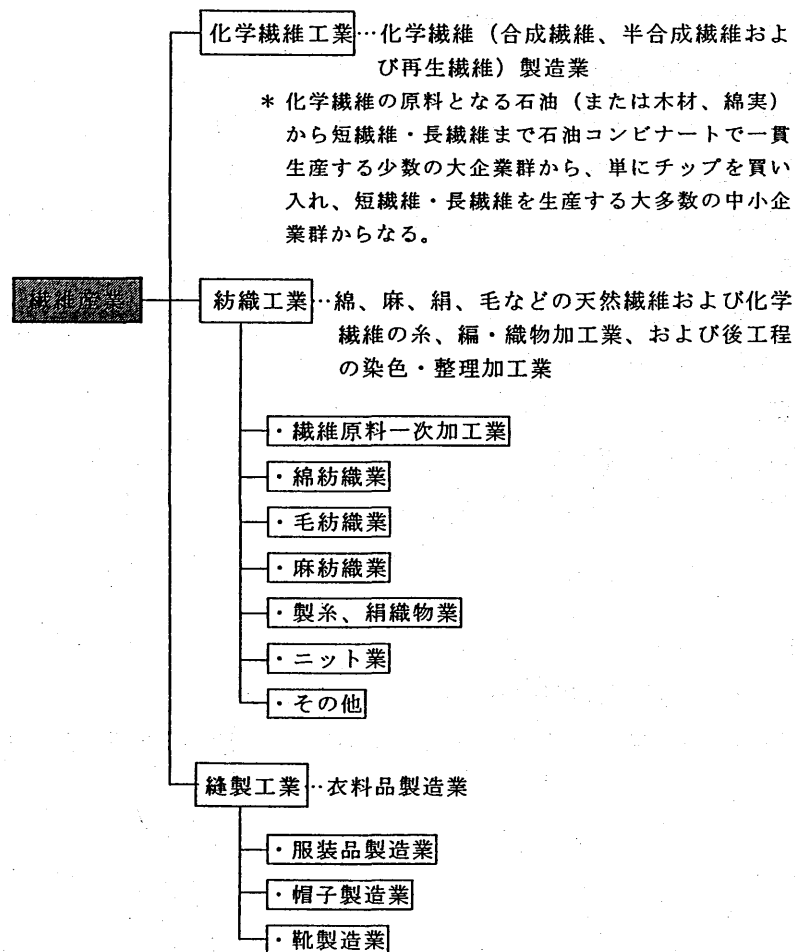 化学繊維工業…化学繊維（合成繊維、半合成繊維およ
び再生繊維）製造業
＊ 化学繊維の原料となる石油（または木材、綿実）
から短繊維・長繊維まで石油コンビナートで一貫
生産する少数の大企業群から、単にチップを買い
入れ、短繊維・長繊維を生産する大多数の中小企
業群からなる。
繊維産業
紡織工業…綿、麻、絹、毛などの天然繊維および化学
繊維の糸、編・織物加工業、および後工程
の染色・整理加工業
・繊維原料一次加工業
・綿紡織業
・毛紡織業
・麻紡織業
・製糸、絹織物業
・ニット業
・その他
縫製工業…衣料品製造業
・服装品製造業
・帽子製造業
・靴製造業